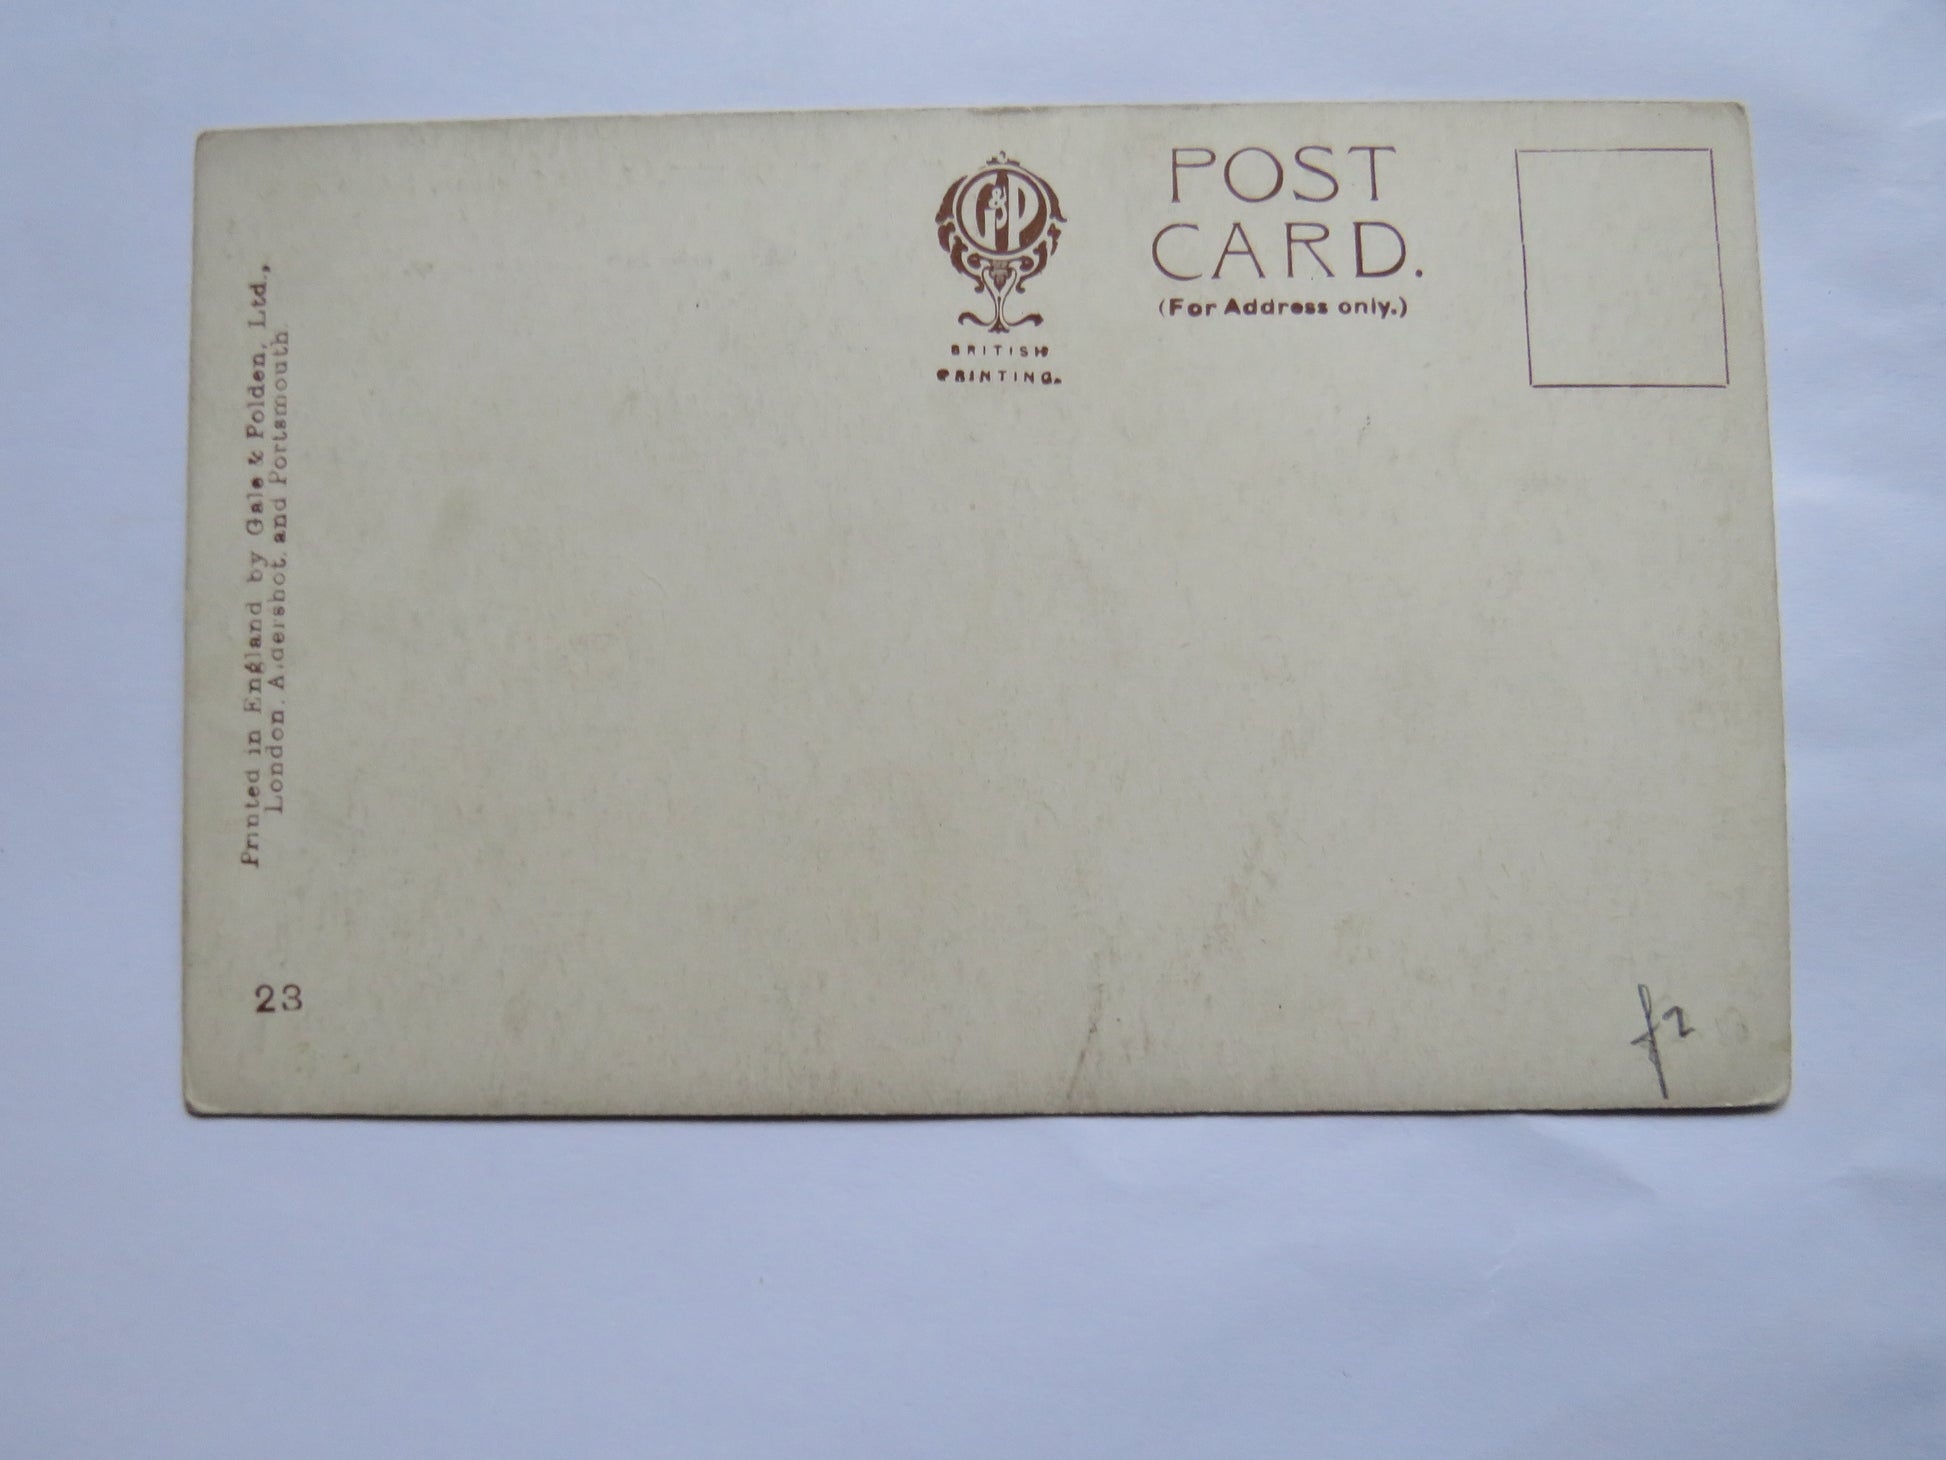 G&P
BRITISH
PRINTING.
POST
CARD.
(For Address only.)
Printed in England by Gale & Polden, Ltd.,
London, Aldershot, and Portsmouth.
23
£2